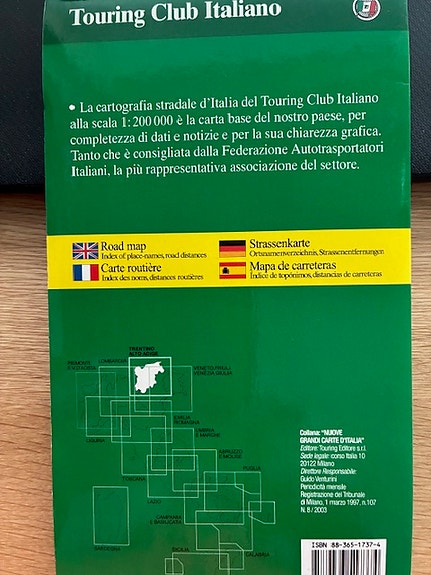 Touring Club Italiano
• La cartografia stradale d'Italia del Touring Club Italiano
alla scala 1:200 000 è la carta base del nostro paese, per
completezza di dati e notizie e per la sua chiarezza grafica.
Tanto che è consigliata dalla Federazione Autotrasportatori
Italiani, la più rappresentativa associazione del settore.
Road map
Index of place-names, road distances
Strassenkarte
Ortsnamenverzeichnis, Strassenentfernungen
Carte routière
Index des noms, distances routières
Mapa de carreteras
Índice de topónimos, distancias de carreteras
TRENTINO
ALTO ADIGE
PIEMONTE
E V. D'AOSTA
LOMBARDIA
VENETO/FRIULI
VENEZIA GIULIA
EMILIA
ROMAGNA
LIGURIA
UMBRIA
E MARCHE
ABRUZZO
E MOLISE
PUGLIA
TOSCANA
LAZIO
CAMPANIA
E BASILICATA
SARDEGNA
SICILIA
CALABRIA
Collana: "NUOVE
GRANDI CARTE D'ITALIA"
Editore: Touring Editore s.r.l.
Sede legale: corso Italia 10
20122 Milano
Direttore Responsabile:
Guido Venturini
Periodicità mensile
Registrazione del Tribunale
di Milano, 1 marzo 1997, n.107
N. 8 / 2003
ISBN 88-365-1737-4